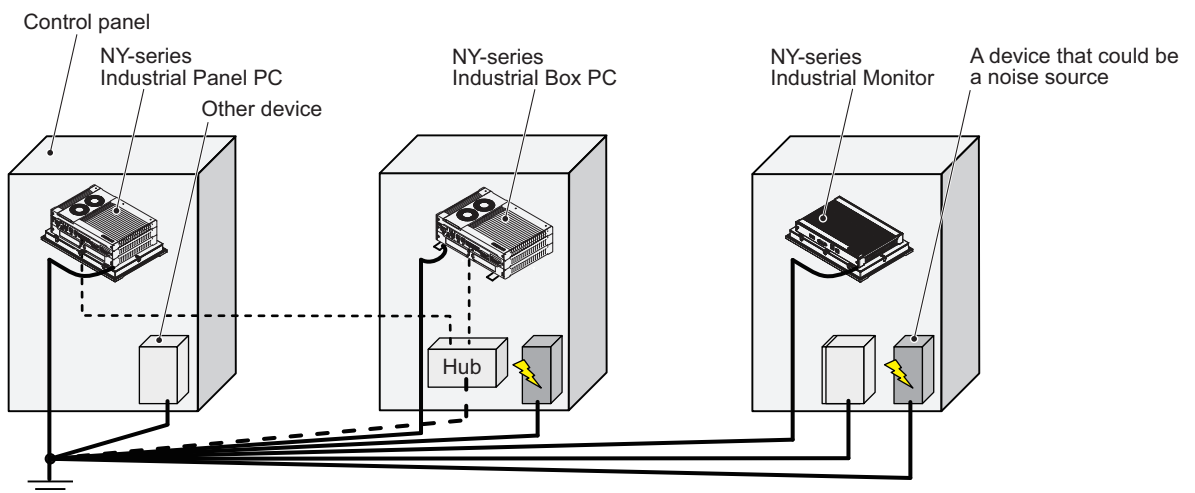 Control panel
NY-series
Industrial Panel PC
Other device
NY-series
Industrial Box PC
NY-series
Industrial Monitor
A device that could be
a noise source
Hub